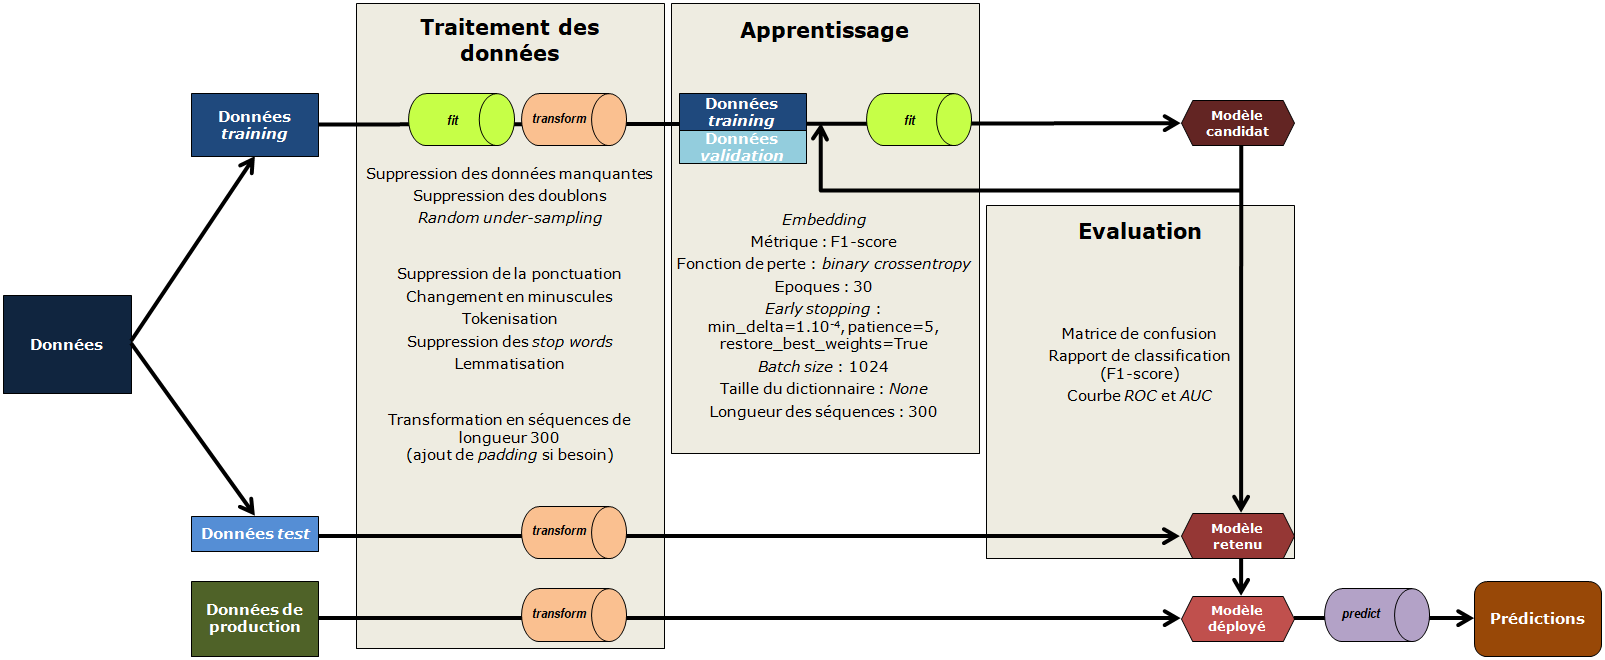 Données
Données
training
Données test
Données de
production
Traitement des
données
fit
transform
Suppression des données manquantes
Suppression des doublons
Random under-sampling
Suppression de la ponctuation
Changement en minuscules
Tokenisation
Suppression des stop words
Lemmatisation
Transformation en séquences de
longueur 300
(ajout de padding si besoin)
transform
transform
Apprentissage
Données
training
Données
validation
fit
Embedding
Métrique : F1-score
Fonction de perte : binary crossentropy
Epoques : 30
Early stopping :
min_delta=1.10⁻⁴, patience=5,
restore_best_weights=True
Batch size : 1024
Taille du dictionnaire : None
Longueur des séquences : 300
Modèle
candidat
Evaluation
Matrice de confusion
Rapport de classification
(F1-score)
Courbe ROC et AUC
Modèle
retenu
Modèle
déployé
predict
Prédictions